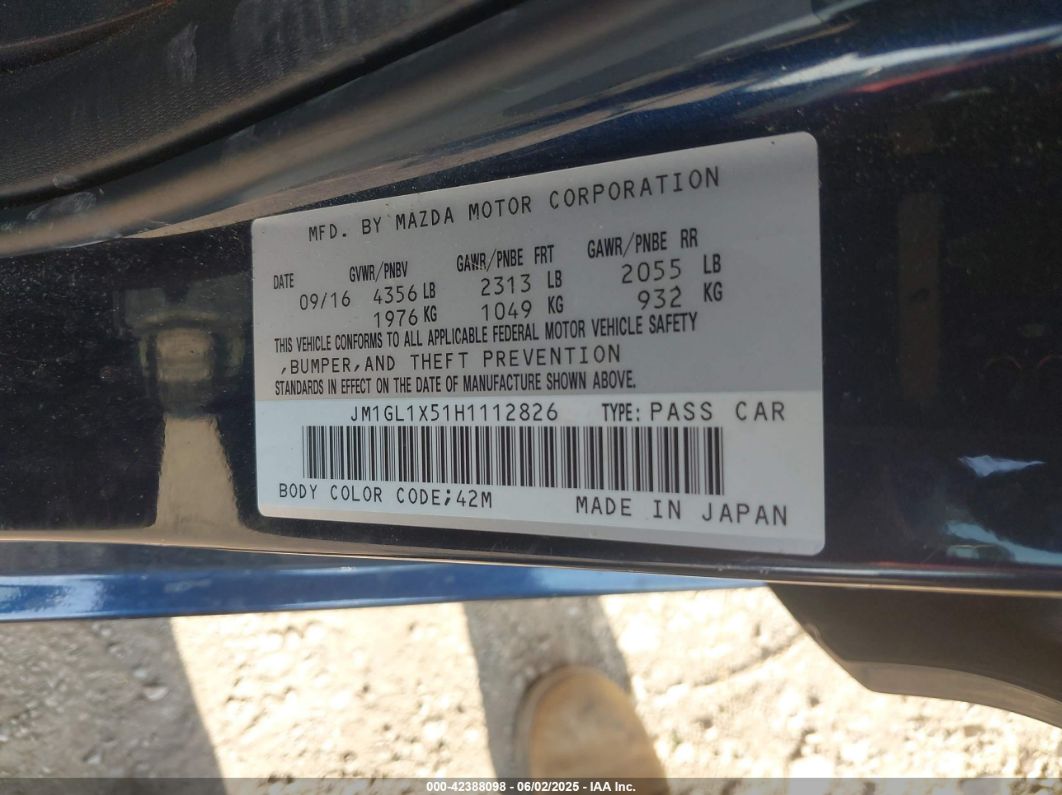 MFD. BY MAZDA MOTOR CORPORATION
DATE GVWR/PNBV GAWR/PNBE FRT GAWR/PNBE RR
09/16 4356 LB 2313 LB 2055 LB
1976 KG 1049 KG 932 KG
THIS VEHICLE CONFORMS TO ALL APPLICABLE FEDERAL MOTOR VEHICLE SAFETY
,BUMPER,AND THEFT PREVENTION
STANDARDS IN EFFECT ON THE DATE OF MANUFACTURE SHOWN ABOVE.
JM1GL1X51H1112826 TYPE: PASS CAR
BODY COLOR CODE;42M MADE IN JAPAN
000-42388098 - 06/02/2025 - IAA Inc.